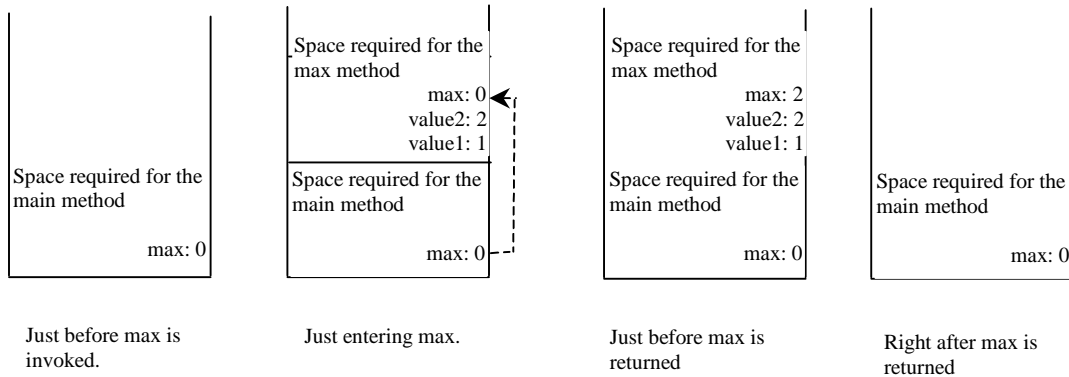 Space required for the
main method
max: 0
Just before max is
invoked.
Space required for the
max method
max: 0
value2: 2
value1: 1
Space required for the
main method
max: 0
Just entering max.
Space required for the
max method
max: 2
value2: 2
value1: 1
Space required for the
main method
max: 0
Just before max is
returned
Space required for the
main method
max: 0
Right after max is
returned